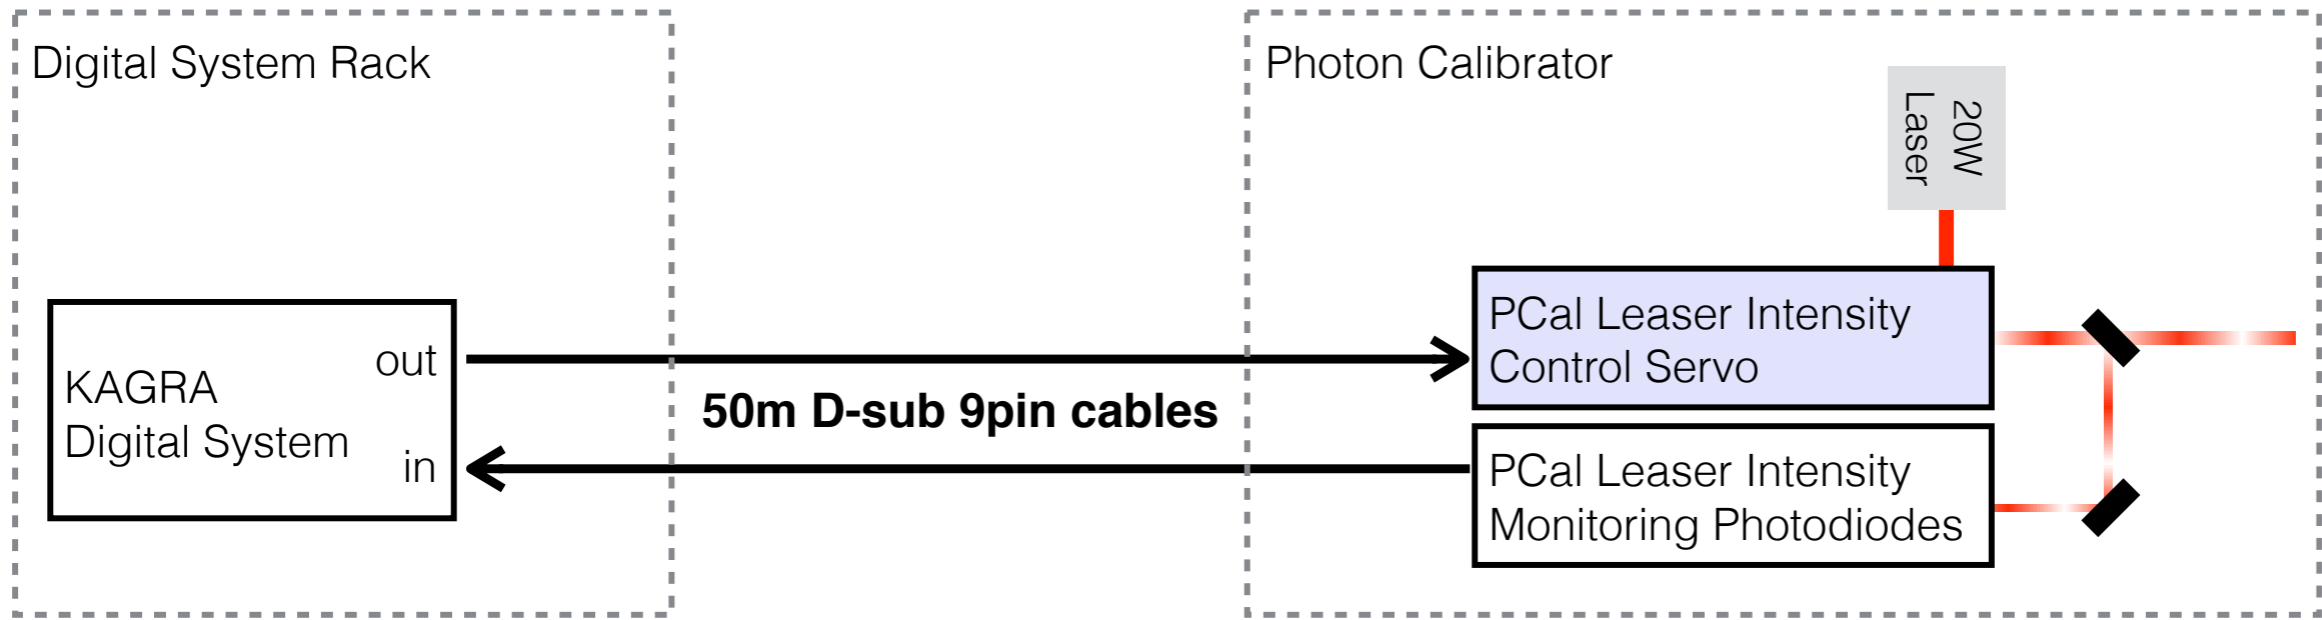 Digital System Rack
Photon Calibrator
20W
Laser
KAGRA
Digital System
out
in
50m D-sub 9pin cables
PCal Leaser Intensity
Control Servo
PCal Leaser Intensity
Monitoring Photodiodes